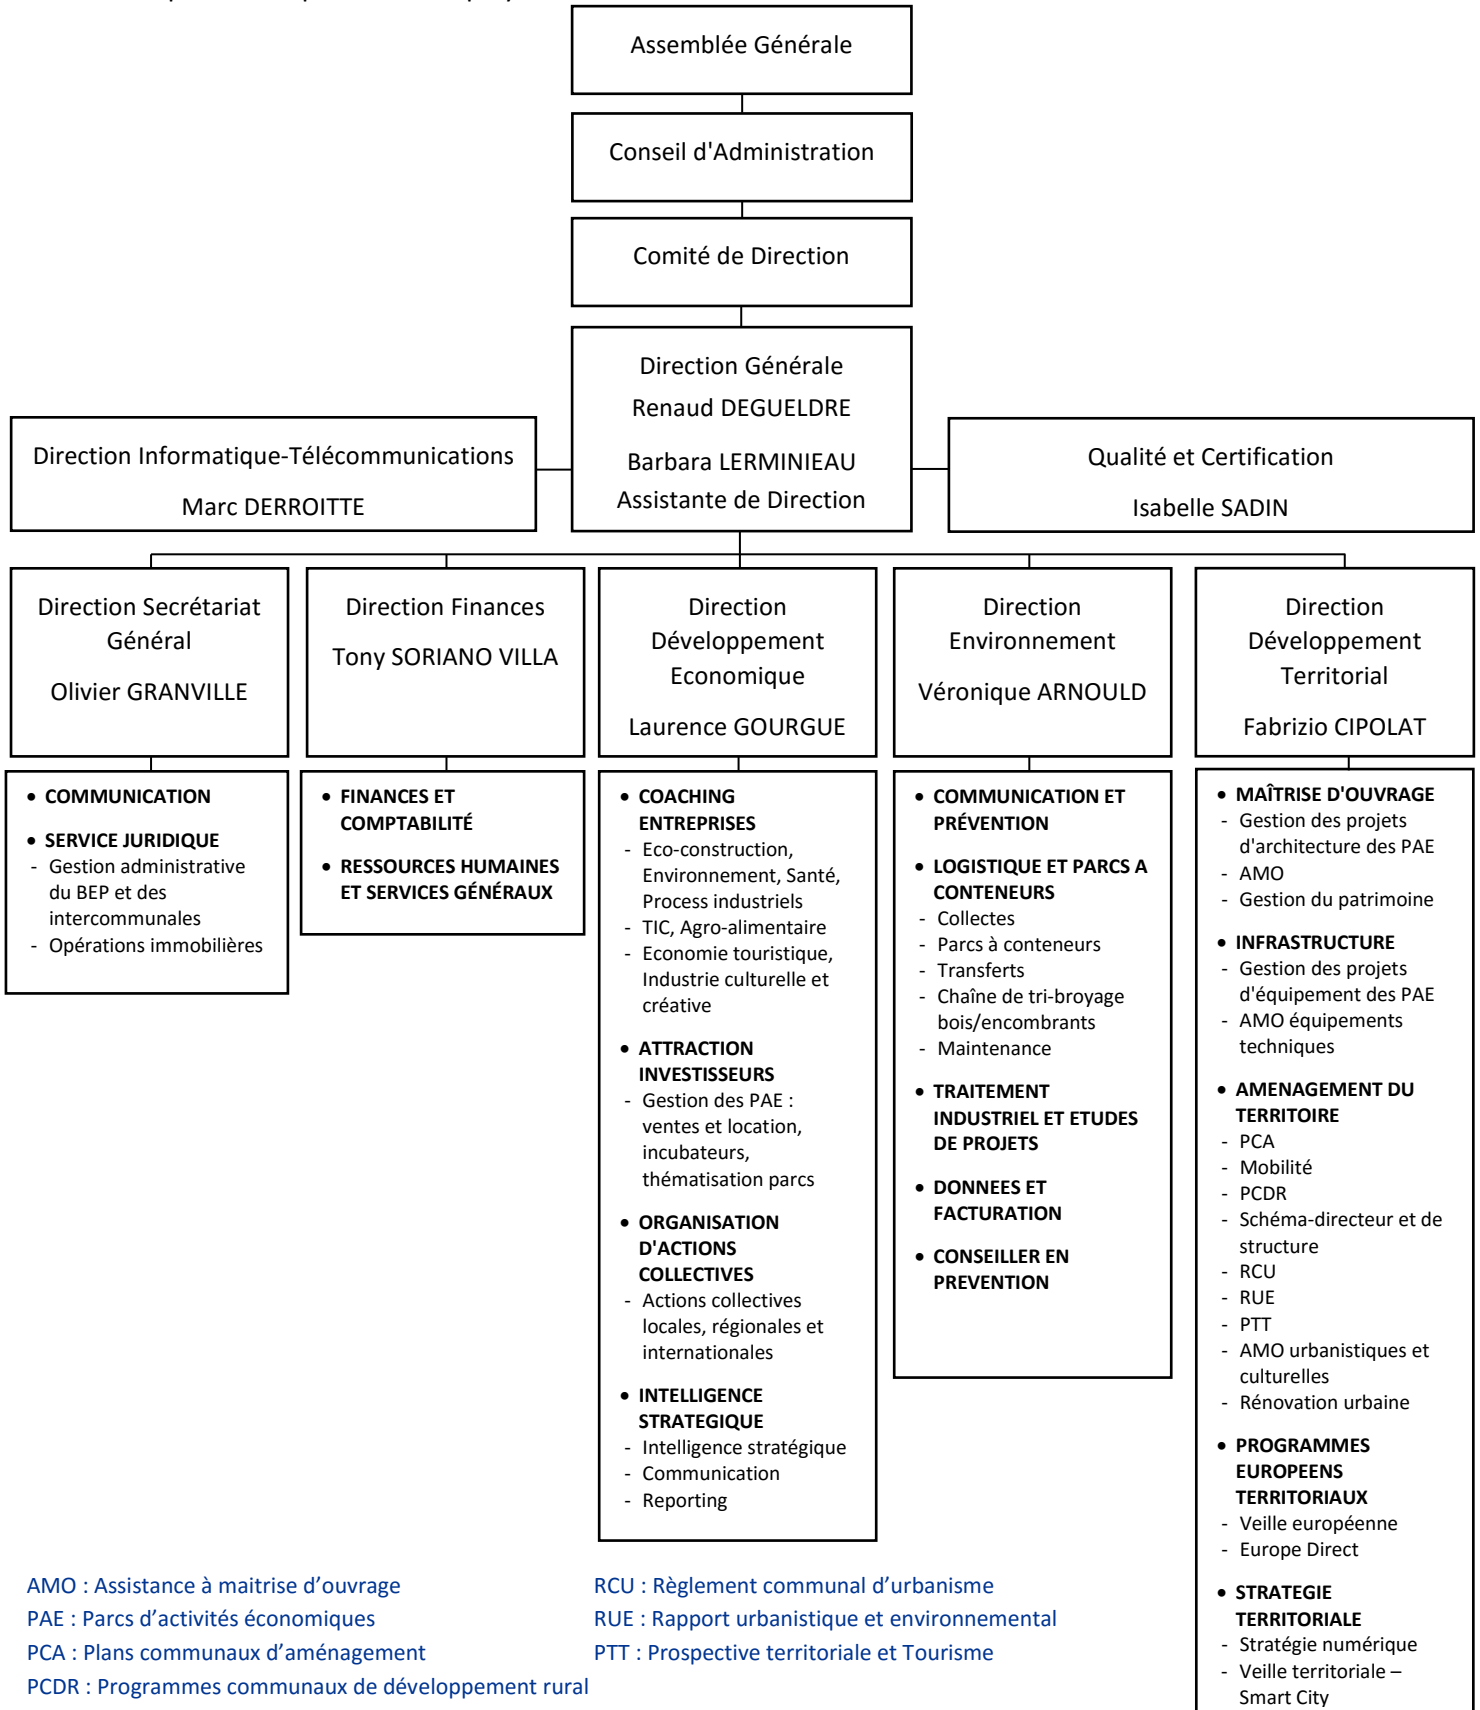 Assemblée Générale
Conseil d'Administration
Comité de Direction
Direction Générale
Renaud DEGUELDRE
Barbara LERMINIEAU
Assistante de Direction
Direction Informatique-Télécommunications
Marc DERROITTE
Qualité et Certification
Isabelle SADIN
Direction Secrétariat
Général
Olivier GRANVILLE
Direction Finances
Tony SORIANO VILLA
Direction
Développement
Economique
Laurence GOURGUE
Direction
Environnement
Véronique ARNOULD
Direction
Développement
Territorial
Fabrizio CIPOLAT
• COMMUNICATION
• SERVICE JURIDIQUE
- Gestion administrative
du BEP et des
intercommunales
- Opérations immobilières
• FINANCES ET
COMPTABILITÉ
• RESSOURCES HUMAINES
ET SERVICES GÉNÉRAUX
• COACHING
ENTREPRISES
- Eco-construction,
Environnement, Santé,
Process industriels
- TIC, Agro-alimentaire
- Economie touristique,
Industrie culturelle et
créative
• ATTRACTION
INVESTISSEURS
- Gestion des PAE :
ventes et location,
incubateurs,
thématisation parcs
• ORGANISATION
D'ACTIONS
COLLECTIVES
- Actions collectives
locales, régionales et
internationales
• INTELLIGENCE
STRATEGIQUE
- Intelligence stratégique
- Communication
- Reporting
• COMMUNICATION ET
PRÉVENTION
• LOGISTIQUE ET PARCS A
CONTENEURS
- Collectes
- Parcs à conteneurs
- Transferts
- Chaîne de tri-broyage
bois/encombrants
- Maintenance
• TRAITEMENT
INDUSTRIEL ET ETUDES
DE PROJETS
• DONNEES ET
FACTURATION
• CONSEILLER EN
PREVENTION
• MAÎTRISE D'OUVRAGE
- Gestion des projets
d'architecture des PAE
- AMO
- Gestion du patrimoine
• INFRASTRUCTURE
- Gestion des projets
d'équipement des PAE
- AMO équipements
techniques
• AMENAGEMENT DU
TERRITOIRE
- PCA
- Mobilité
- PCDR
- Schéma-directeur et de
structure
- RCU
- RUE
- PTT
- AMO urbanistiques et
culturelles
- Rénovation urbaine
• PROGRAMMES
EUROPEENS
TERRITORIAUX
- Veille européenne
- Europe Direct
• STRATEGIE
TERRITORIALE
- Stratégie numérique
- Veille territoriale –
Smart City
AMO : Assistance à maitrise d’ouvrage
PAE : Parcs d’activités économiques
PCA : Plans communaux d’aménagement
PCDR : Programmes communaux de développement rural
RCU : Règlement communal d’urbanisme
RUE : Rapport urbanistique et environnemental
PTT : Prospective territoriale et Tourisme